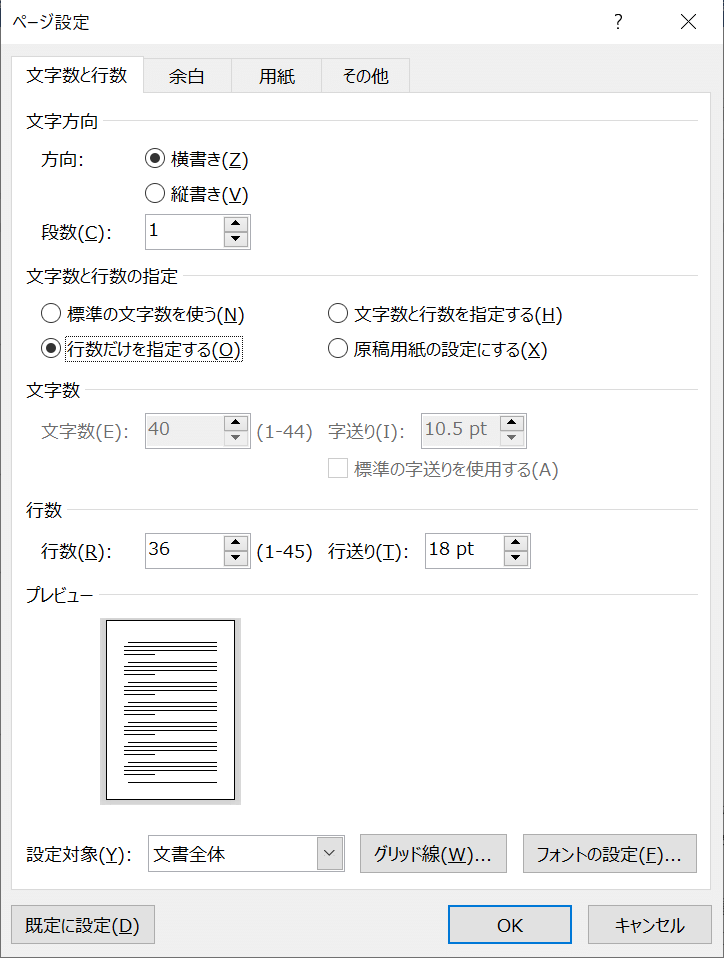 ページ設定 ?
文字数と行数 余白 用紙 その他
文字方向
方向: 横書き(Z)
縦書き(V)
段数(C): 1
文字数と行数の指定
標準の文字数を使う(N) 文字数と行数を指定する(H)
行数だけを指定する(O) 原稿用紙の設定にする(X)
文字数
文字数(E): 40 (1-44) 字送り(I): 10.5 pt
標準の字送りを使用する(A)
行数
行数(R): 36 (1-45) 行送り(T): 18 pt
プレビュー
設定対象(Y): 文書全体 グリッド線(W)... フォントの設定(F)...
既定に設定(D) OK キャンセル